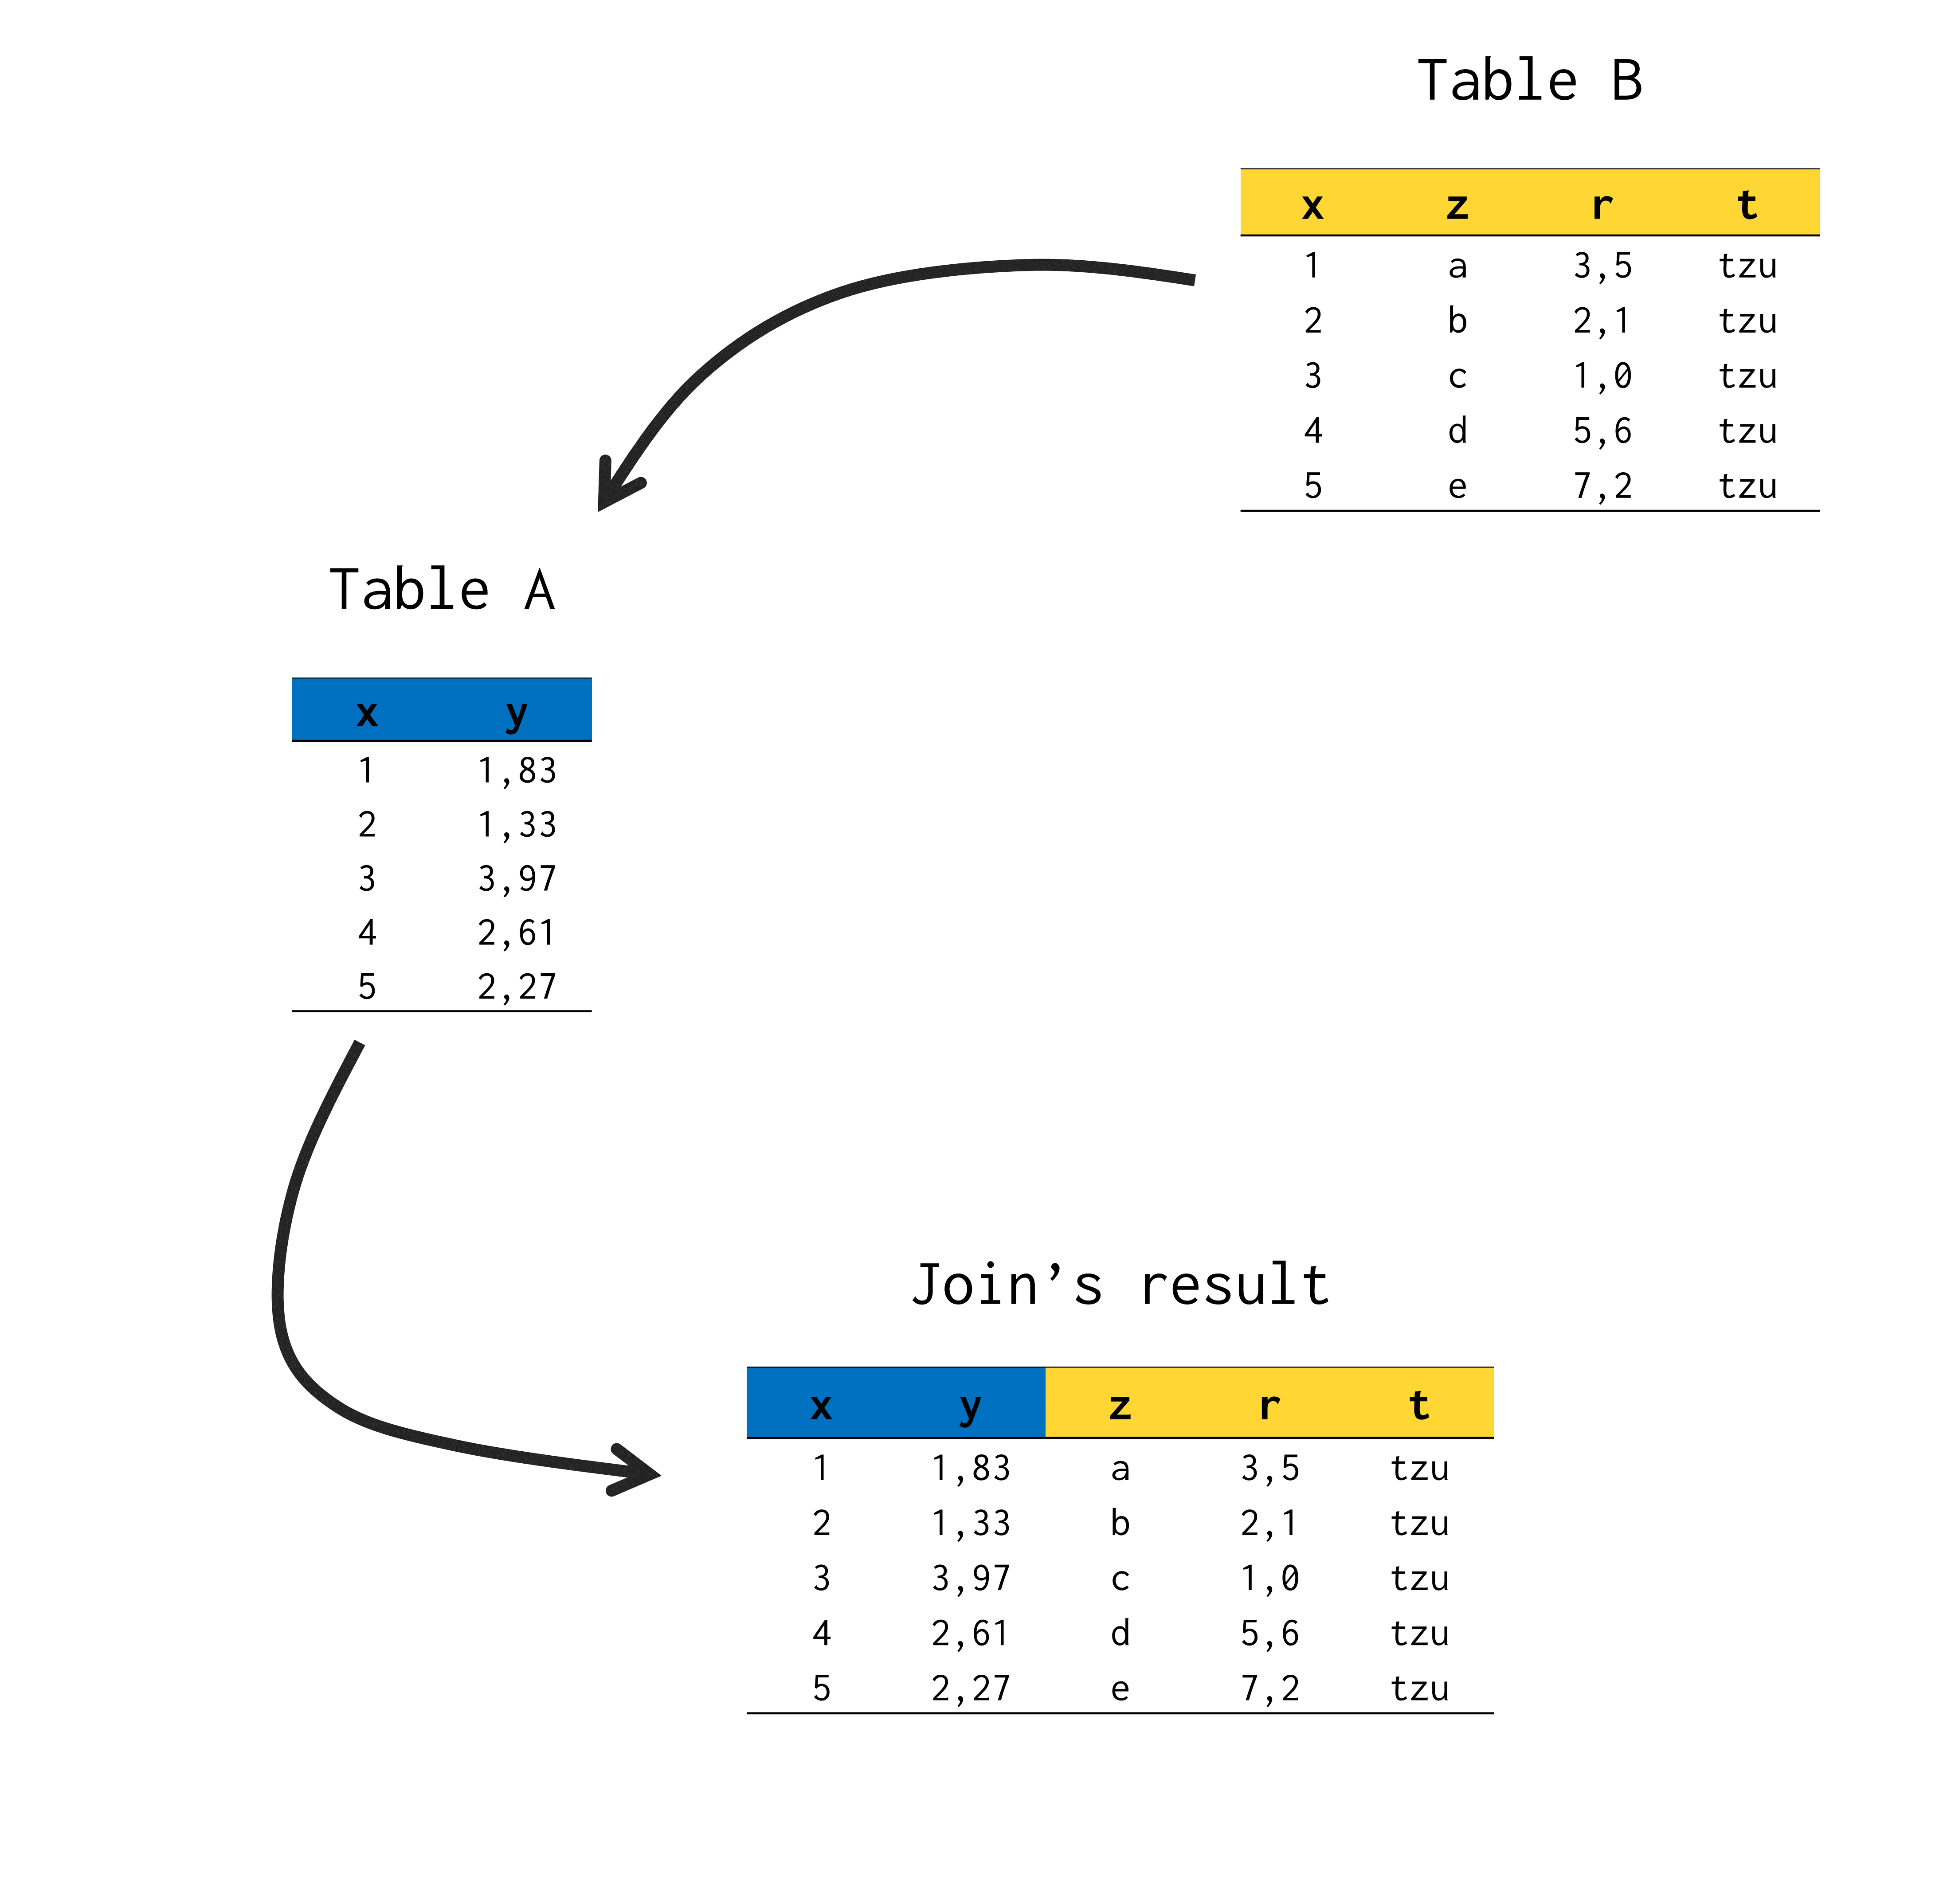 Table B
x z r t
1 a 3,5 tzu
2 b 2,1 tzu
3 c 1,0 tzu
4 d 5,6 tzu
5 e 7,2 tzu
Table A
x y
1 1,83
2 1,33
3 3,97
4 2,61
5 2,27
Join’s result
x y z r t
1 1,83 a 3,5 tzu
2 1,33 b 2,1 tzu
3 3,97 c 1,0 tzu
4 2,61 d 5,6 tzu
5 2,27 e 7,2 tzu